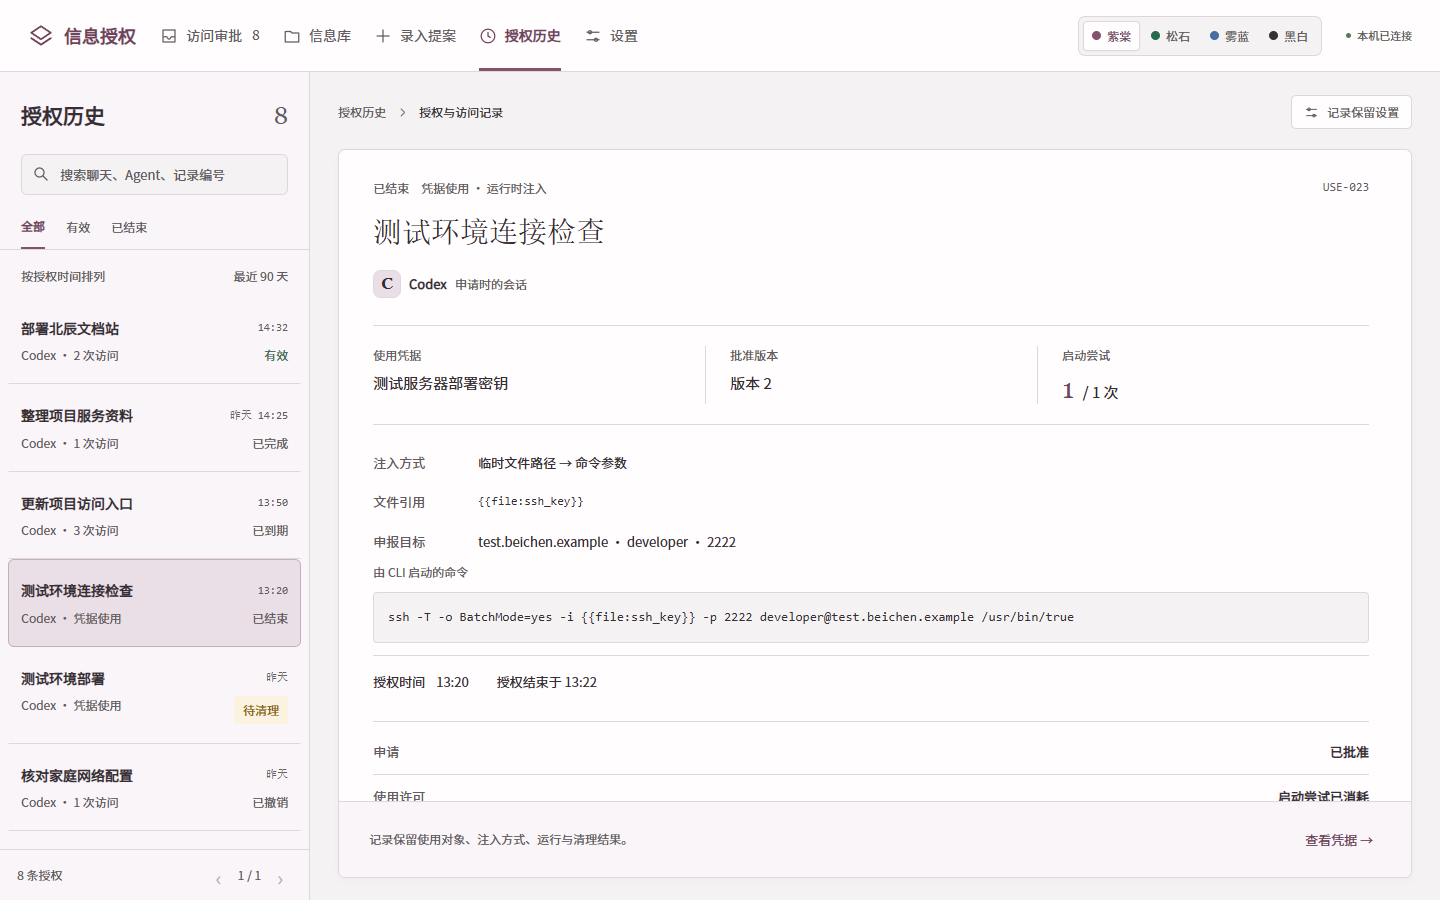 信息授权
访问审批 8
信息库
录入提案
授权历史
设置
紫棠
松石
雾蓝
黑白
本机已连接
授权历史 8
搜索聊天、Agent、记录编号
全部 有效 已结束
按授权时间排列 最近 90 天
部署北辰文档站 14:32
Codex · 2 次访问 有效
整理项目服务资料 昨天 14:25
Codex · 1 次访问 已完成
更新项目访问入口 13:50
Codex · 3 次访问 已到期
测试环境连接检查 13:20
Codex · 凭据使用 已结束
测试环境部署 昨天
Codex · 凭据使用 待清理
核对家庭网络配置 昨天
Codex · 1 次访问 已撤销
8 条授权 ‹ 1 / 1 ›
授权历史 > 授权与访问记录
记录保留设置
已结束 凭据使用 · 运行时注入 USE-023
测试环境连接检查
C Codex 申请时的会话
使用凭据
测试服务器部署密钥
批准版本
版本 2
启动尝试
1 / 1 次
注入方式 临时文件路径 → 命令参数
文件引用 {{file:ssh_key}}
申报目标 test.beichen.example · developer · 2222
由 CLI 启动的命令
ssh -T -o BatchMode=yes -i {{file:ssh_key}} -p 2222 developer@test.beichen.example /usr/bin/true
授权时间 13:20 授权结束于 13:22
申请 已批准
使用许可 启动尝试已消耗
记录保留使用对象、注入方式、运行与清理结果。
查看凭据 →